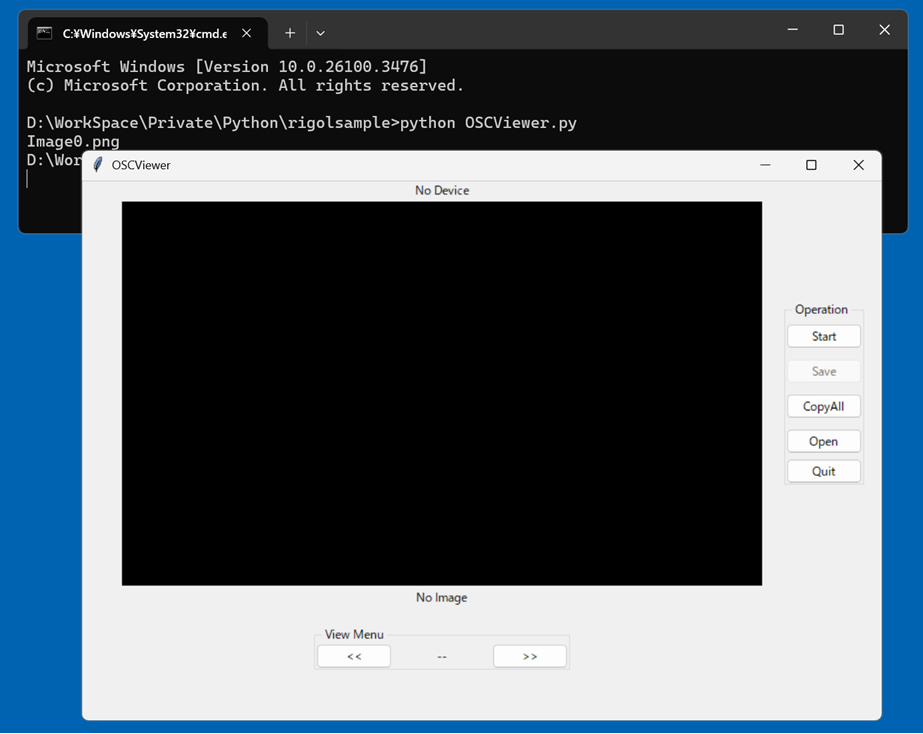 C:¥Windows¥System32¥cmd.e
Microsoft Windows [Version 10.0.26100.3476]
(c) Microsoft Corporation. All rights reserved.
D:\WorkSpace\Private\Python\rigolsample>python OSCViewer.py
Image0.png
D:\Wor
OSCViewer
No Device
Operation
Start
Save
CopyAll
Open
Quit
No Image
View Menu
<< -- >>